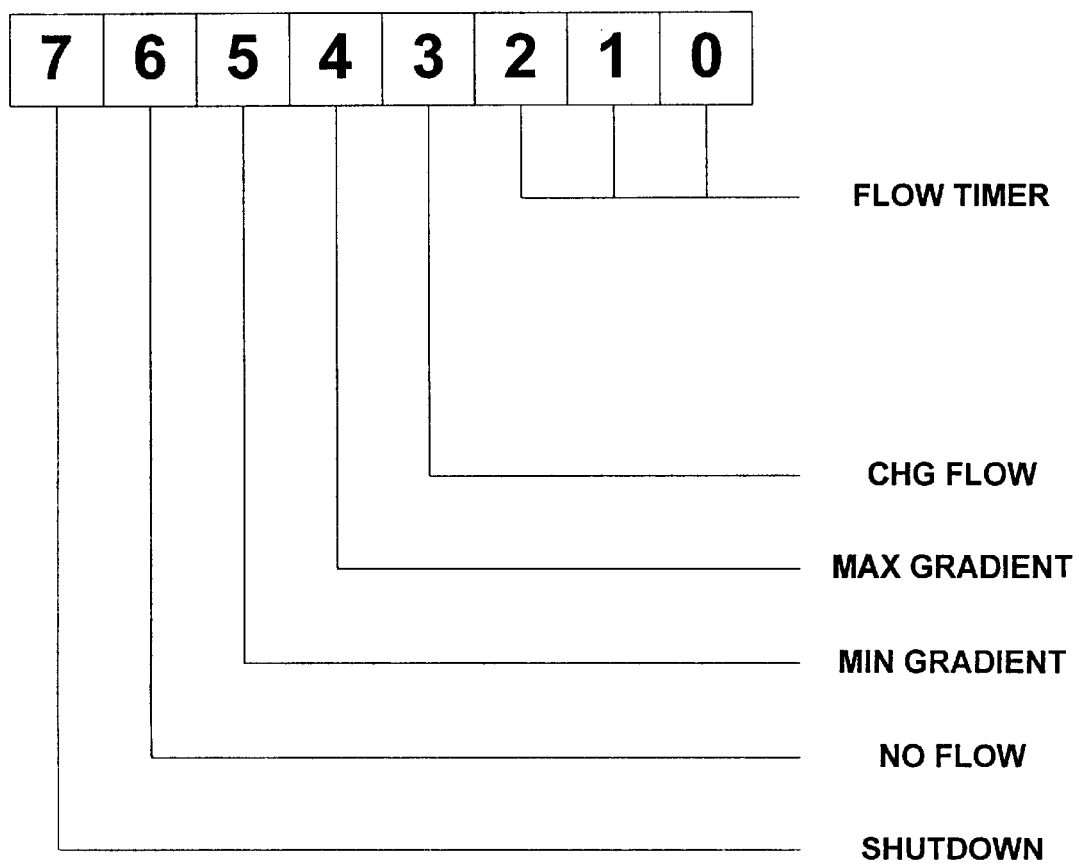 7 6 5 4 3 2 1 0
FLOW TIMER
CHG FLOW
MAX GRADIENT
MIN GRADIENT
NO FLOW
SHUTDOWN